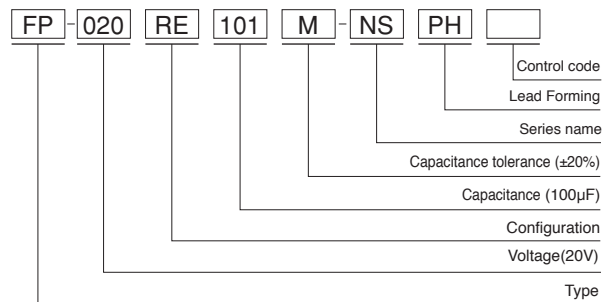 FP - 020 RE 101 M - NS PH
Control code
Lead Forming
Series name
Capacitance tolerance (±20%)
Capacitance (100μF)
Configuration
Voltage(20V)
Type